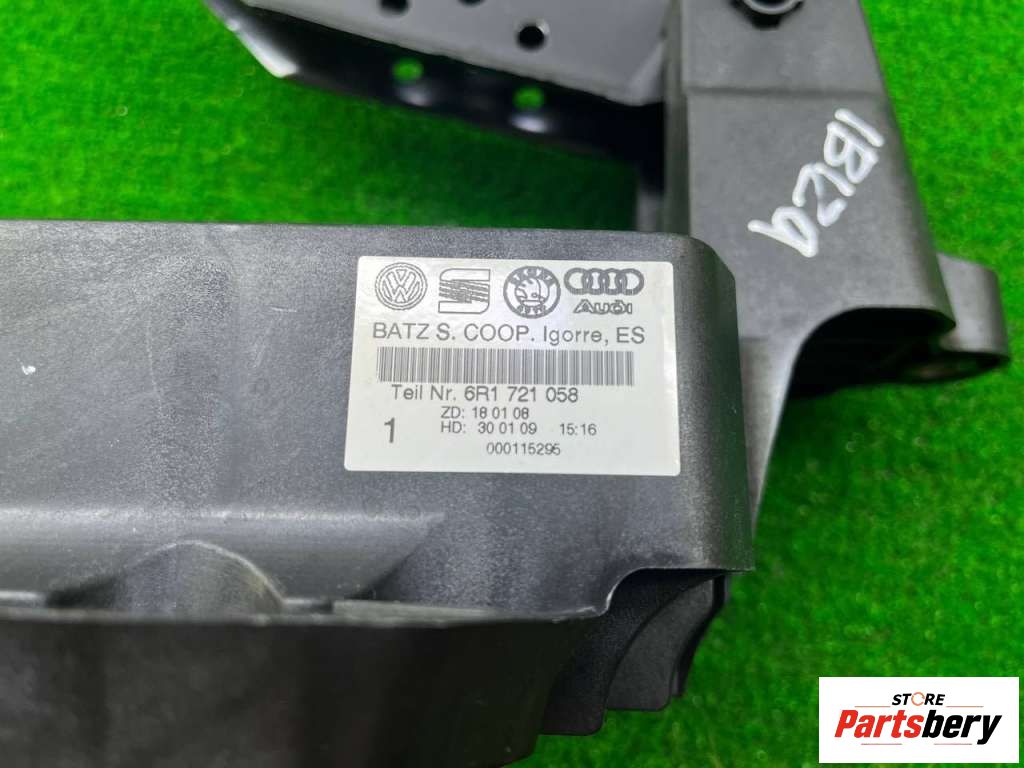 IBIZ9
AUDI
BATZ S. COOP. Igorre, ES
Teil Nr. 6R1 721 058
ZD: 18 01 08
1 HD: 30 01 09 15:16
000115295
STORE
Partsbery